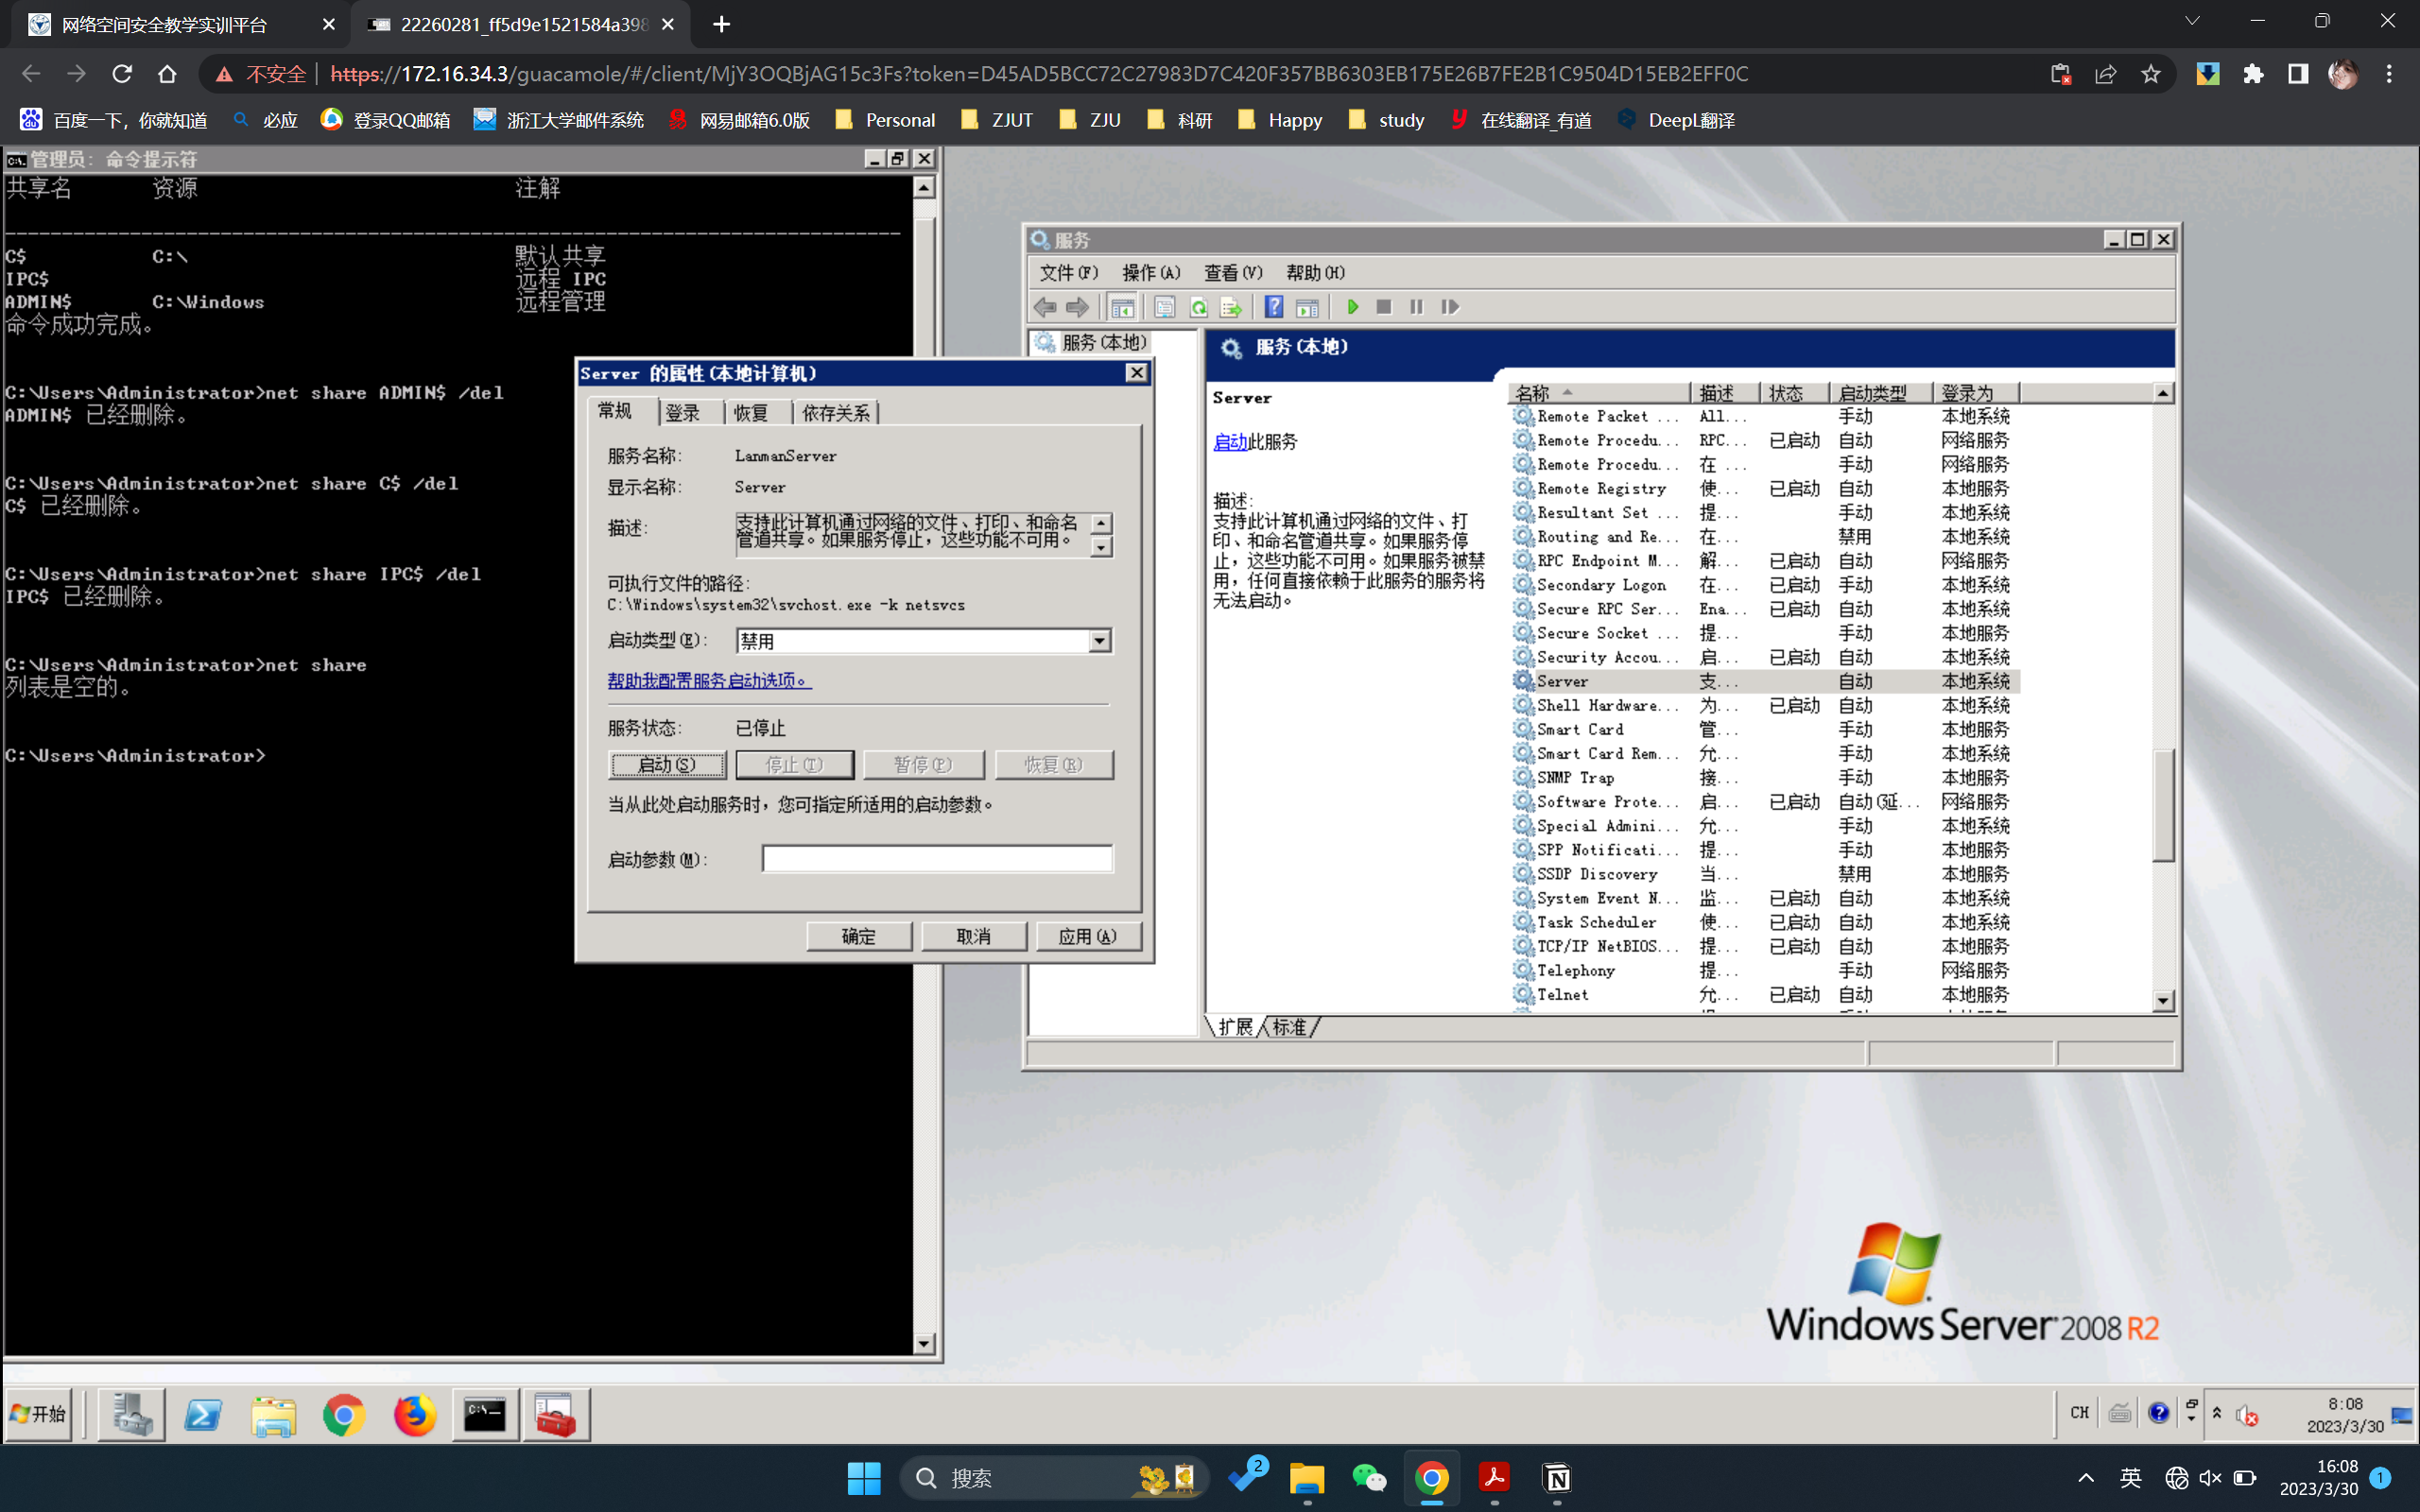 网络空间安全教学实训平台
22260281_ff5d9e1521584a398
不安全
https://172.16.34.3/guacamole/#/client/MjY3OQBjAG15c3Fs?token=D45AD5BCC72C27983D7C420F357BB6303EB175E26B7FE2B1C9504D15EB2EFF0C
百度一下，你就知道
必应
登录QQ邮箱
浙江大学邮件系统
网易邮箱6.0版
Personal
ZJUT
ZJU
科研
Happy
study
在线翻译_有道
DeepL翻译
管理员: 命令提示符
共享名 资源 注解
-------------------------------------------------------------------------------
C$ C:\ 默认共享
IPC$ 远程 IPC
ADMIN$ C:\Windows 远程管理
命令成功完成。
C:\Users\Administrator>net share ADMIN$ /del
ADMIN$ 已经删除。
C:\Users\Administrator>net share C$ /del
C$ 已经删除。
C:\Users\Administrator>net share IPC$ /del
IPC$ 已经删除。
C:\Users\Administrator>net share
列表是空的。
C:\Users\Administrator>
Server 的属性(本地计算机)
常规 登录 恢复 依存关系
服务名称: LanmanServer
显示名称: Server
描述: 支持此计算机通过网络的文件、打印、和命名
管道共享。如果服务停止，这些功能不可用。
可执行文件的路径:
C:\Windows\system32\svchost.exe -k netsvcs
启动类型(E): 禁用
帮助我配置服务启动选项。
服务状态: 已停止
启动(S) 停止(T) 暂停(P) 恢复(R)
当从此处启动服务时，您可指定所适用的启动参数。
启动参数(M):
确定 取消 应用(A)
服务
文件(F) 操作(A) 查看(V) 帮助(H)
服务(本地)
服务(本地)
Server
启动此服务
描述:
支持此计算机通过网络的文件、打
印、和命名管道共享。如果服务停
止，这些功能不可用。如果服务被禁
用，任何直接依赖于此服务的服务将
无法启动。
名称 描述 状态 启动类型 登录为
Remote Packet ... All... 手动 本地系统
Remote Procedu... RPC... 已启动 自动 网络服务
Remote Procedu... 在 ... 手动 网络服务
Remote Registry 使... 已启动 自动 本地服务
Resultant Set ... 提... 手动 本地系统
Routing and Re... 在... 禁用 本地系统
RPC Endpoint M... 解... 已启动 自动 网络服务
Secondary Logon 在... 已启动 手动 本地系统
Secure RPC Ser... Ena... 已启动 自动 本地系统
Secure Socket ... 提... 手动 本地服务
Security Accou... 启... 已启动 自动 本地系统
Server 支... 自动 本地系统
Shell Hardware... 为... 已启动 自动 本地系统
Smart Card 管... 手动 本地服务
Smart Card Rem... 允... 手动 本地系统
SNMP Trap 接... 手动 本地服务
Software Prote... 启... 已启动 自动(延... 网络服务
Special Admini... 允... 手动 本地系统
SPP Notificati... 提... 手动 本地服务
SSDP Discovery 当... 禁用 本地服务
System Event N... 监... 已启动 自动 本地系统
Task Scheduler 使... 已启动 自动 本地系统
TCP/IP NetBIOS... 提... 已启动 自动 本地服务
Telephony 提... 手动 网络服务
Telnet 允... 已启动 自动 本地服务
扩展 标准
Windows Server 2008 R2
开始
CH
8:08
2023/3/30
搜索
2
英
16:08
2023/3/30
1